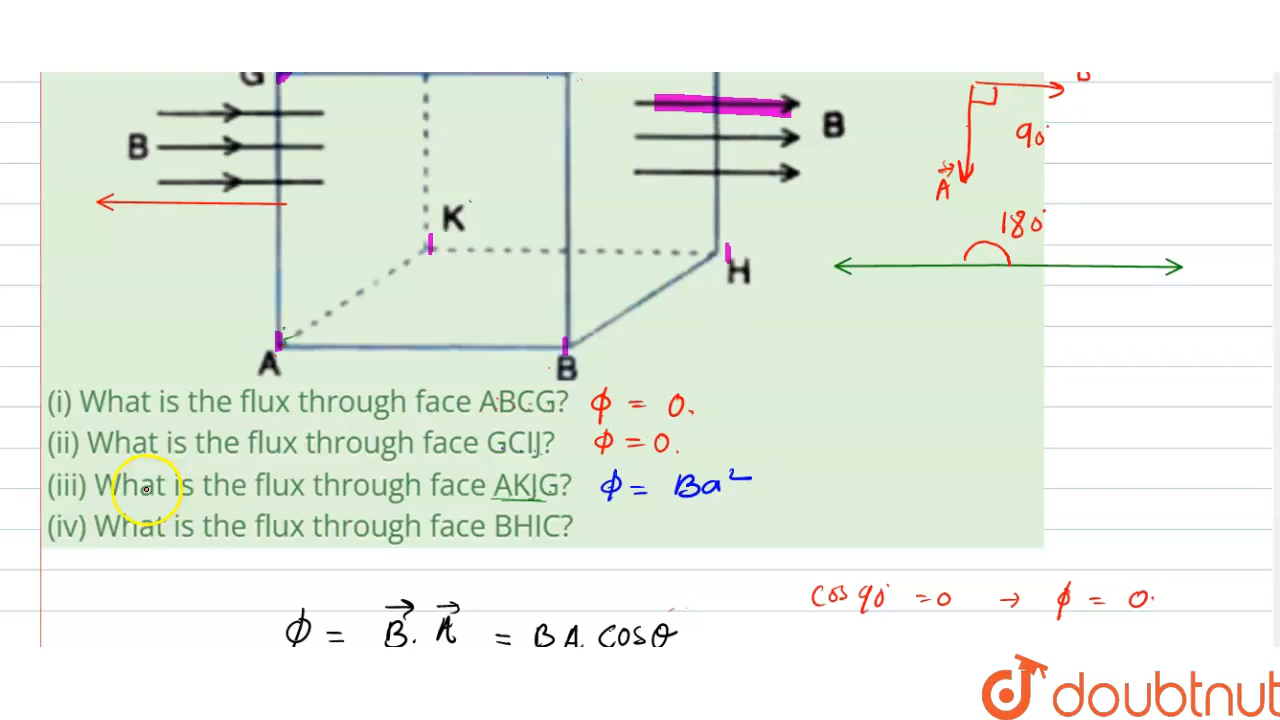 G
B
B
90°
A
K
180°
H
A
B
(i) What is the flux through face ABCG? ϕ = 0.
(ii) What is the flux through face GCIJ? ϕ = 0.
(iii) What is the flux through face AKJG? ϕ = Ba²
(iv) What is the flux through face BHIC?
cos 90° = 0 → ϕ = 0.
ϕ = B⃗. A⃗ = BA cosθ
doubtnut